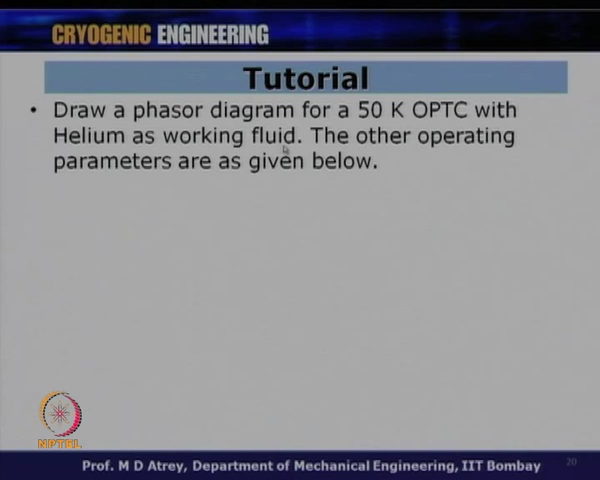 CRYOGENIC ENGINEERING
Tutorial
• Draw a phasor diagram for a 50 K OPTC with
Helium as working fluid. The other operating
parameters are as given below.
NPTEL
Prof. M D Atrey, Department of Mechanical Engineering, IIT Bombay
20